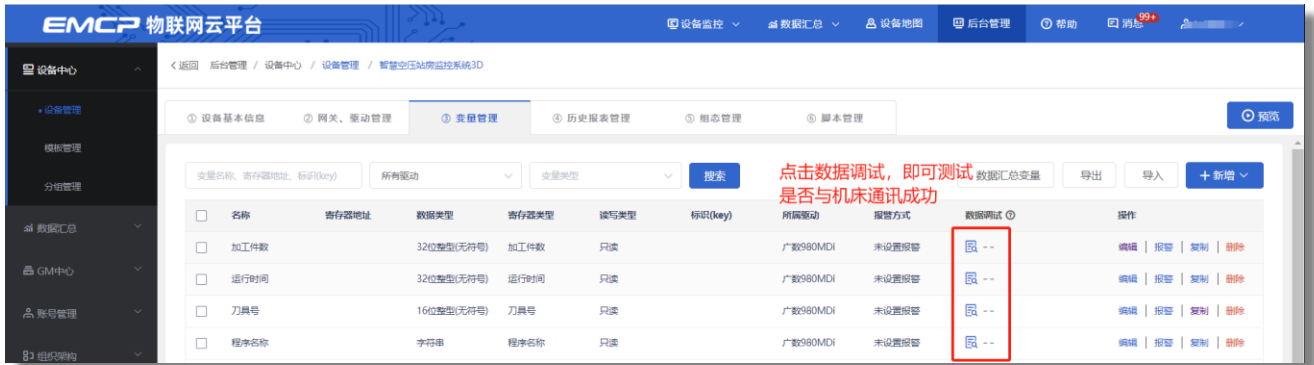 EMCP 物联网云平台 设备监控 数据汇总 设备地图 后台管理 帮助 消息 99+
设备中心
<返回 后台管理 / 设备中心 / 设备管理 / 智慧空压站房监控系统3D
• 设备管理
① 设备基本信息 ② 网关、驱动管理 ③ 变量管理 ④ 历史报表管理 ⑤ 组态管理 ⑥ 脚本管理 预览
模板管理
变量名称、寄存器地址、标识(key) 所有驱动 变量类型 搜索 数据汇总变量 导出 导入 + 新增
点击数据调试，即可测试
是否与机床通讯成功
分组管理
名称 寄存器地址 数据类型 寄存器类型 读写类型 标识(key) 所属驱动 报警方式 数据调试 操作
数据汇总
加工件数 32位整型(无符号) 加工件数 只读 广数980MDi 未设置报警 -- 编辑 | 报警 | 复制 | 删除
GM中心
运行时间 32位整型(无符号) 运行时间 只读 广数980MDi 未设置报警 -- 编辑 | 报警 | 复制 | 删除
账号管理
刀具号 16位整型(无符号) 刀具号 只读 广数980MDi 未设置报警 -- 编辑 | 报警 | 复制 | 删除
程序名称 字符串 程序名称 只读 广数980MDi 未设置报警 -- 编辑 | 报警 | 复制 | 删除
组织架构